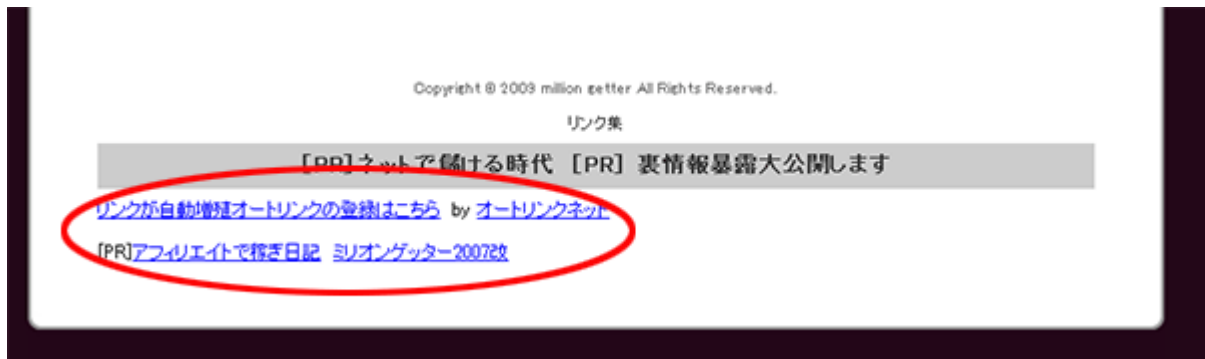 Copyright © 2009 million getter All Rights Reserved.
リンク集
[PR]ネットで儲ける時代 [PR] 裏情報暴露大公開します
リンクが自動増殖オートリンクの登録はこちら by オートリンクネット
[PR]アフィリエイトで稼ぎ日記 ミリオンゲッター2007改